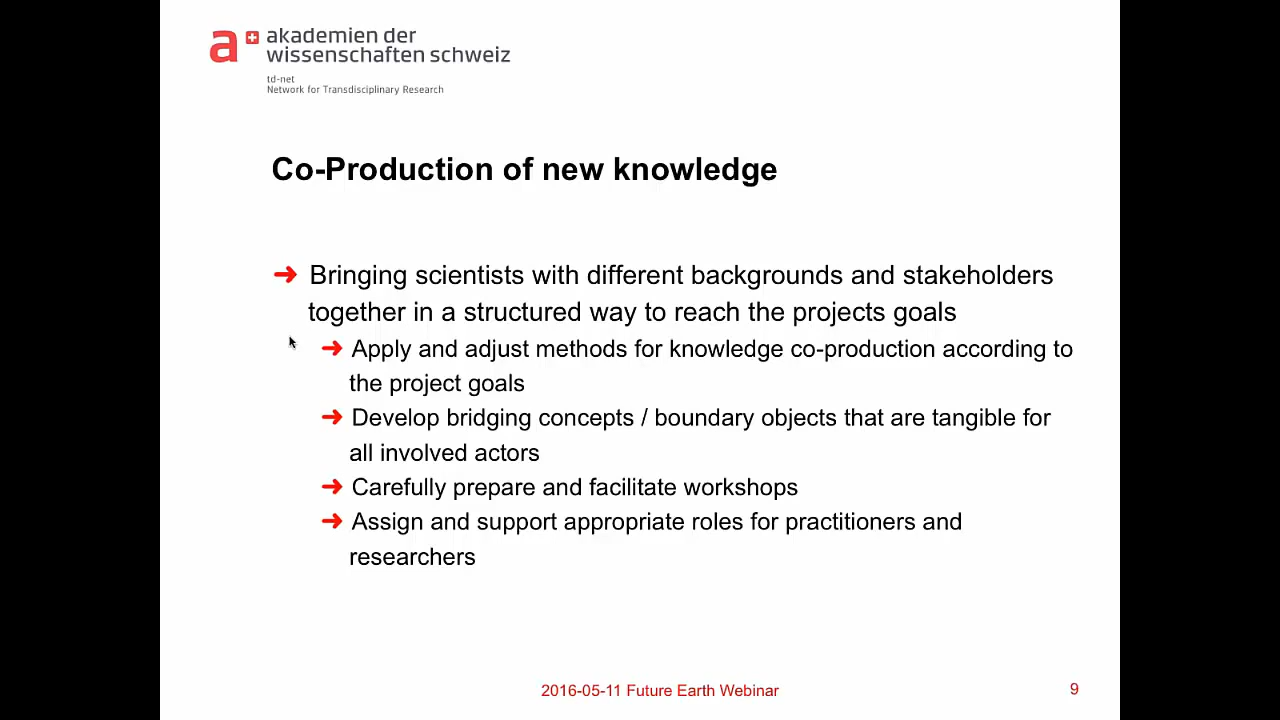 a akademien der
wissenschaften schweiz
td-net
Network for Transdisciplinary Research
Co-Production of new knowledge
➜ Bringing scientists with different backgrounds and stakeholders
together in a structured way to reach the projects goals
➜ Apply and adjust methods for knowledge co-production according to
the project goals
➜ Develop bridging concepts / boundary objects that are tangible for
all involved actors
➜ Carefully prepare and facilitate workshops
➜ Assign and support appropriate roles for practitioners and
researchers
2016-05-11 Future Earth Webinar
9